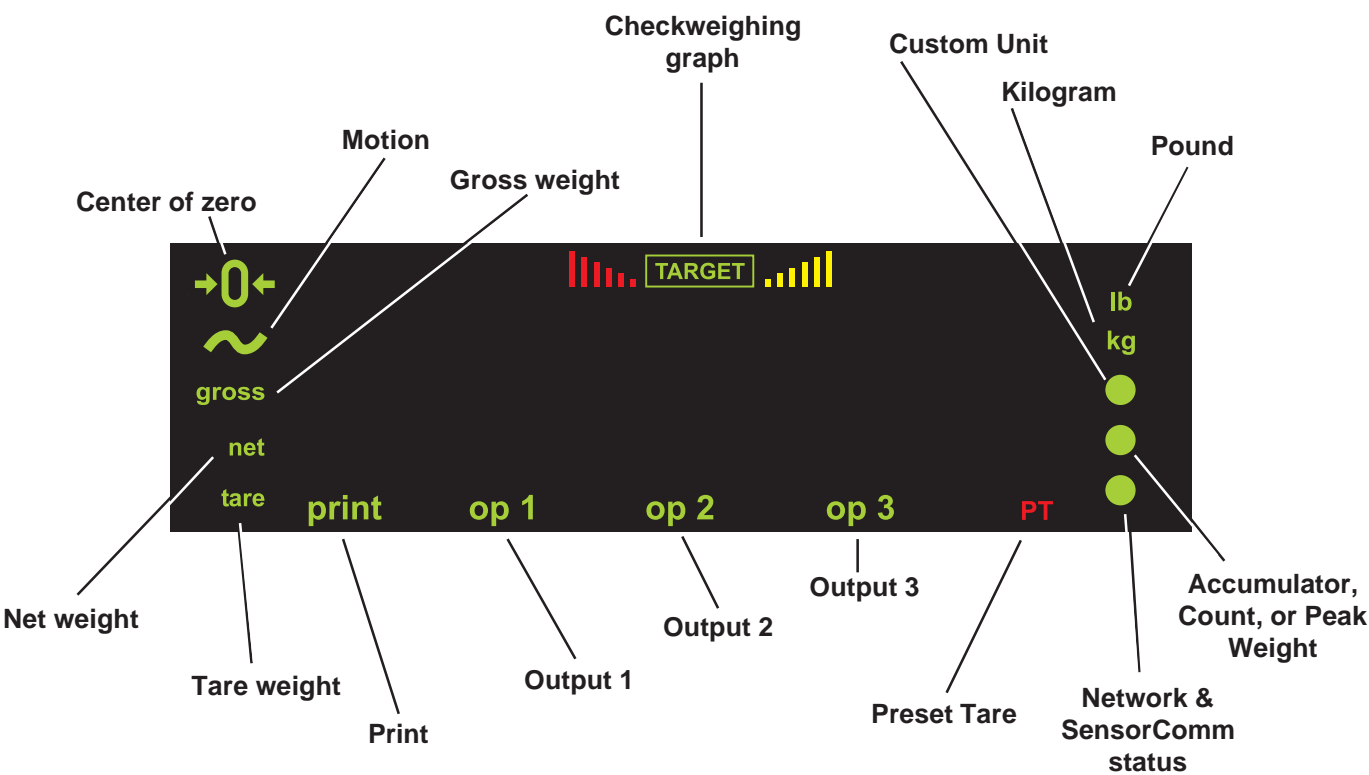 Checkweighing
graph
Custom Unit
Kilogram
Motion
Pound
Gross weight
Center of zero
→0←
TARGET
lb
kg
gross
net
tare
print
op 1
op 2
op 3
PT
Output 3
Accumulator,
Count, or Peak
Weight
Net weight
Output 2
Tare weight
Output 1
Preset Tare
Network &
SensorComm
status
Print